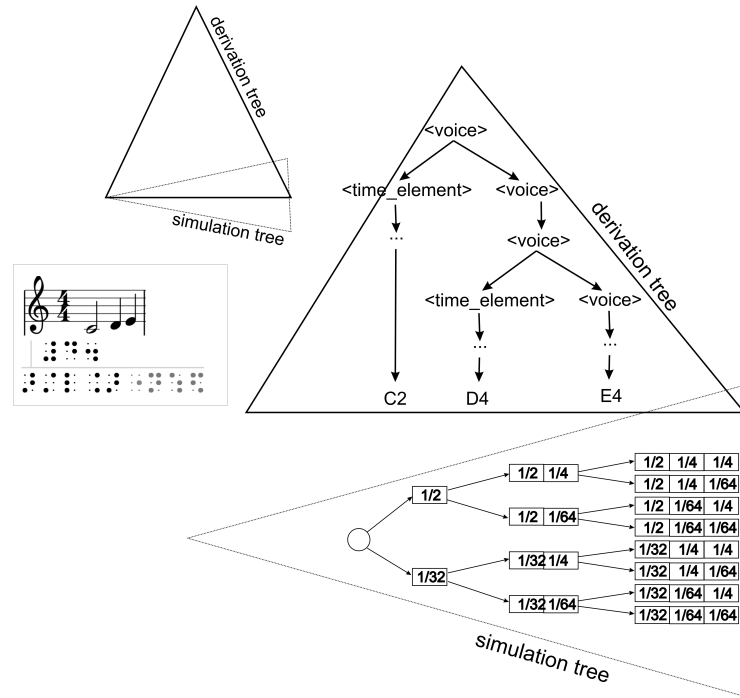 derivation tree
simulation tree
4
4
<voice>
<time_element> <voice>
... <voice>
<time_element> <voice>
... ...
C2 D4 E4
derivation tree
1/2 1/4 1/4
1/2 1/4
1/2 1/4 1/64
1/2
1/2 1/64 1/4
1/2 1/64
1/2 1/64 1/64
1/32 1/4 1/4
1/32 1/4
1/32 1/4 1/64
1/32
1/32 1/64 1/4
1/32 1/64
1/32 1/64 1/64
simulation tree